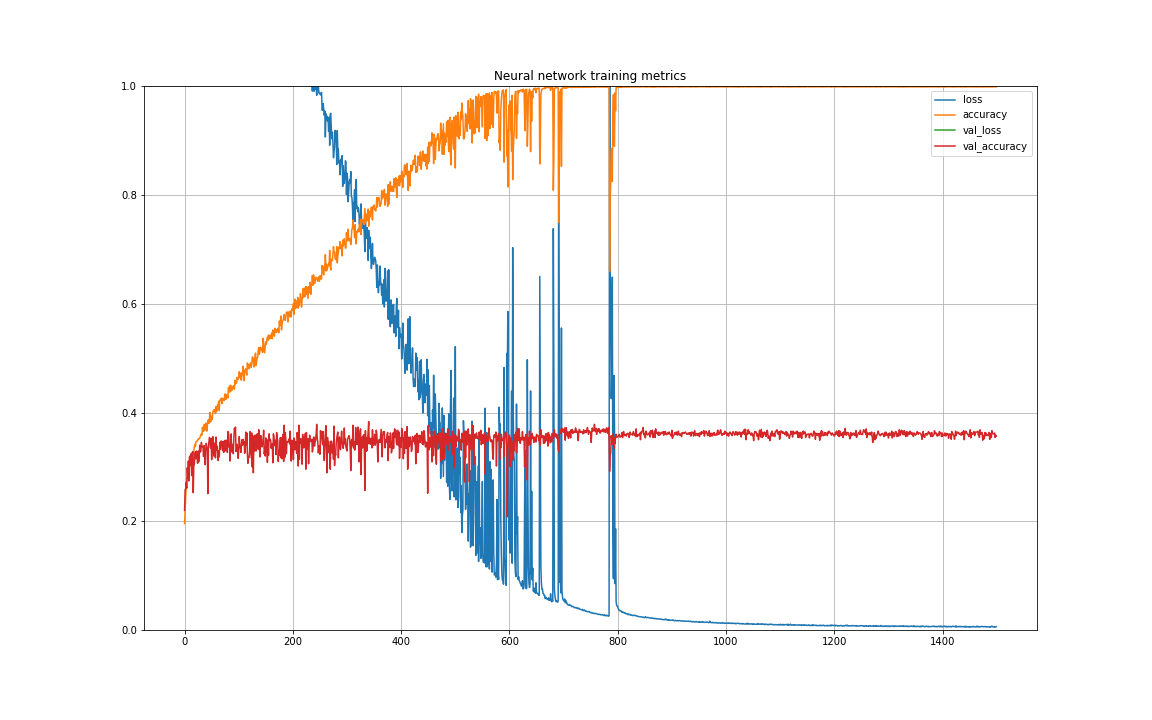 Neural network training metrics
1.0
0.8
0.6
0.4
0.2
0.0
0 200 400 600 800 1000 1200 1400
loss
accuracy
val_loss
val_accuracy